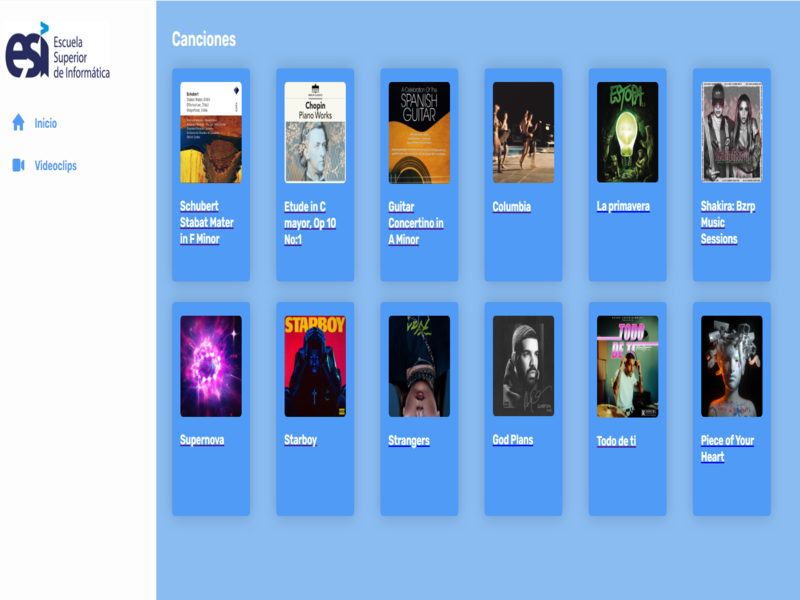 esi
Escuela
Superior
de Informática
Inicio
Videoclips
Canciones
Schubert
Chopin
Piano Works
A Celebration Of The
SPANISH
GUITAR
ESTOPA
Schubert
Stabat Mater
in F Minor
Etude in C
mayor, Op 10
No:1
Guitar
Concertino in
A Minor
Columbia
La primavera
Shakira: Bzrp
Music
Sessions
STARBOY
TODO
DE TI
Supernova
Starboy
Strangers
God Plans
Todo de ti
Piece of Your
Heart